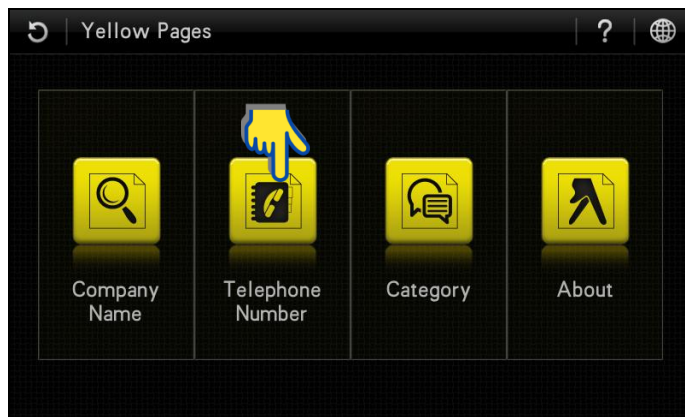 Yellow Pages
?
Company
Name
Telephone
Number
Category
About